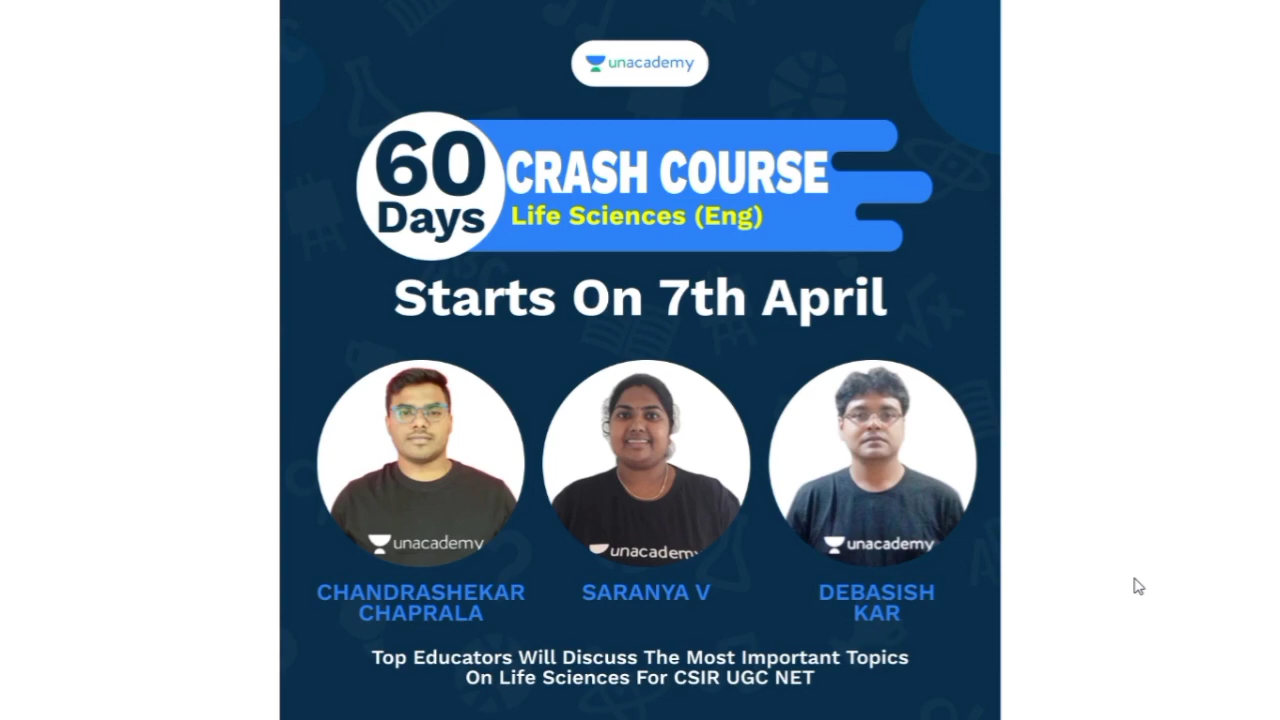 unacademy
60
Days
CRASH COURSE
Life Sciences (Eng)
Starts On 7th April
unacademy
unacademy
unacademy
CHANDRASHEKAR
CHAPRALA
SARANYA V
DEBASISH
KAR
Top Educators Will Discuss The Most Important Topics
On Life Sciences For CSIR UGC NET